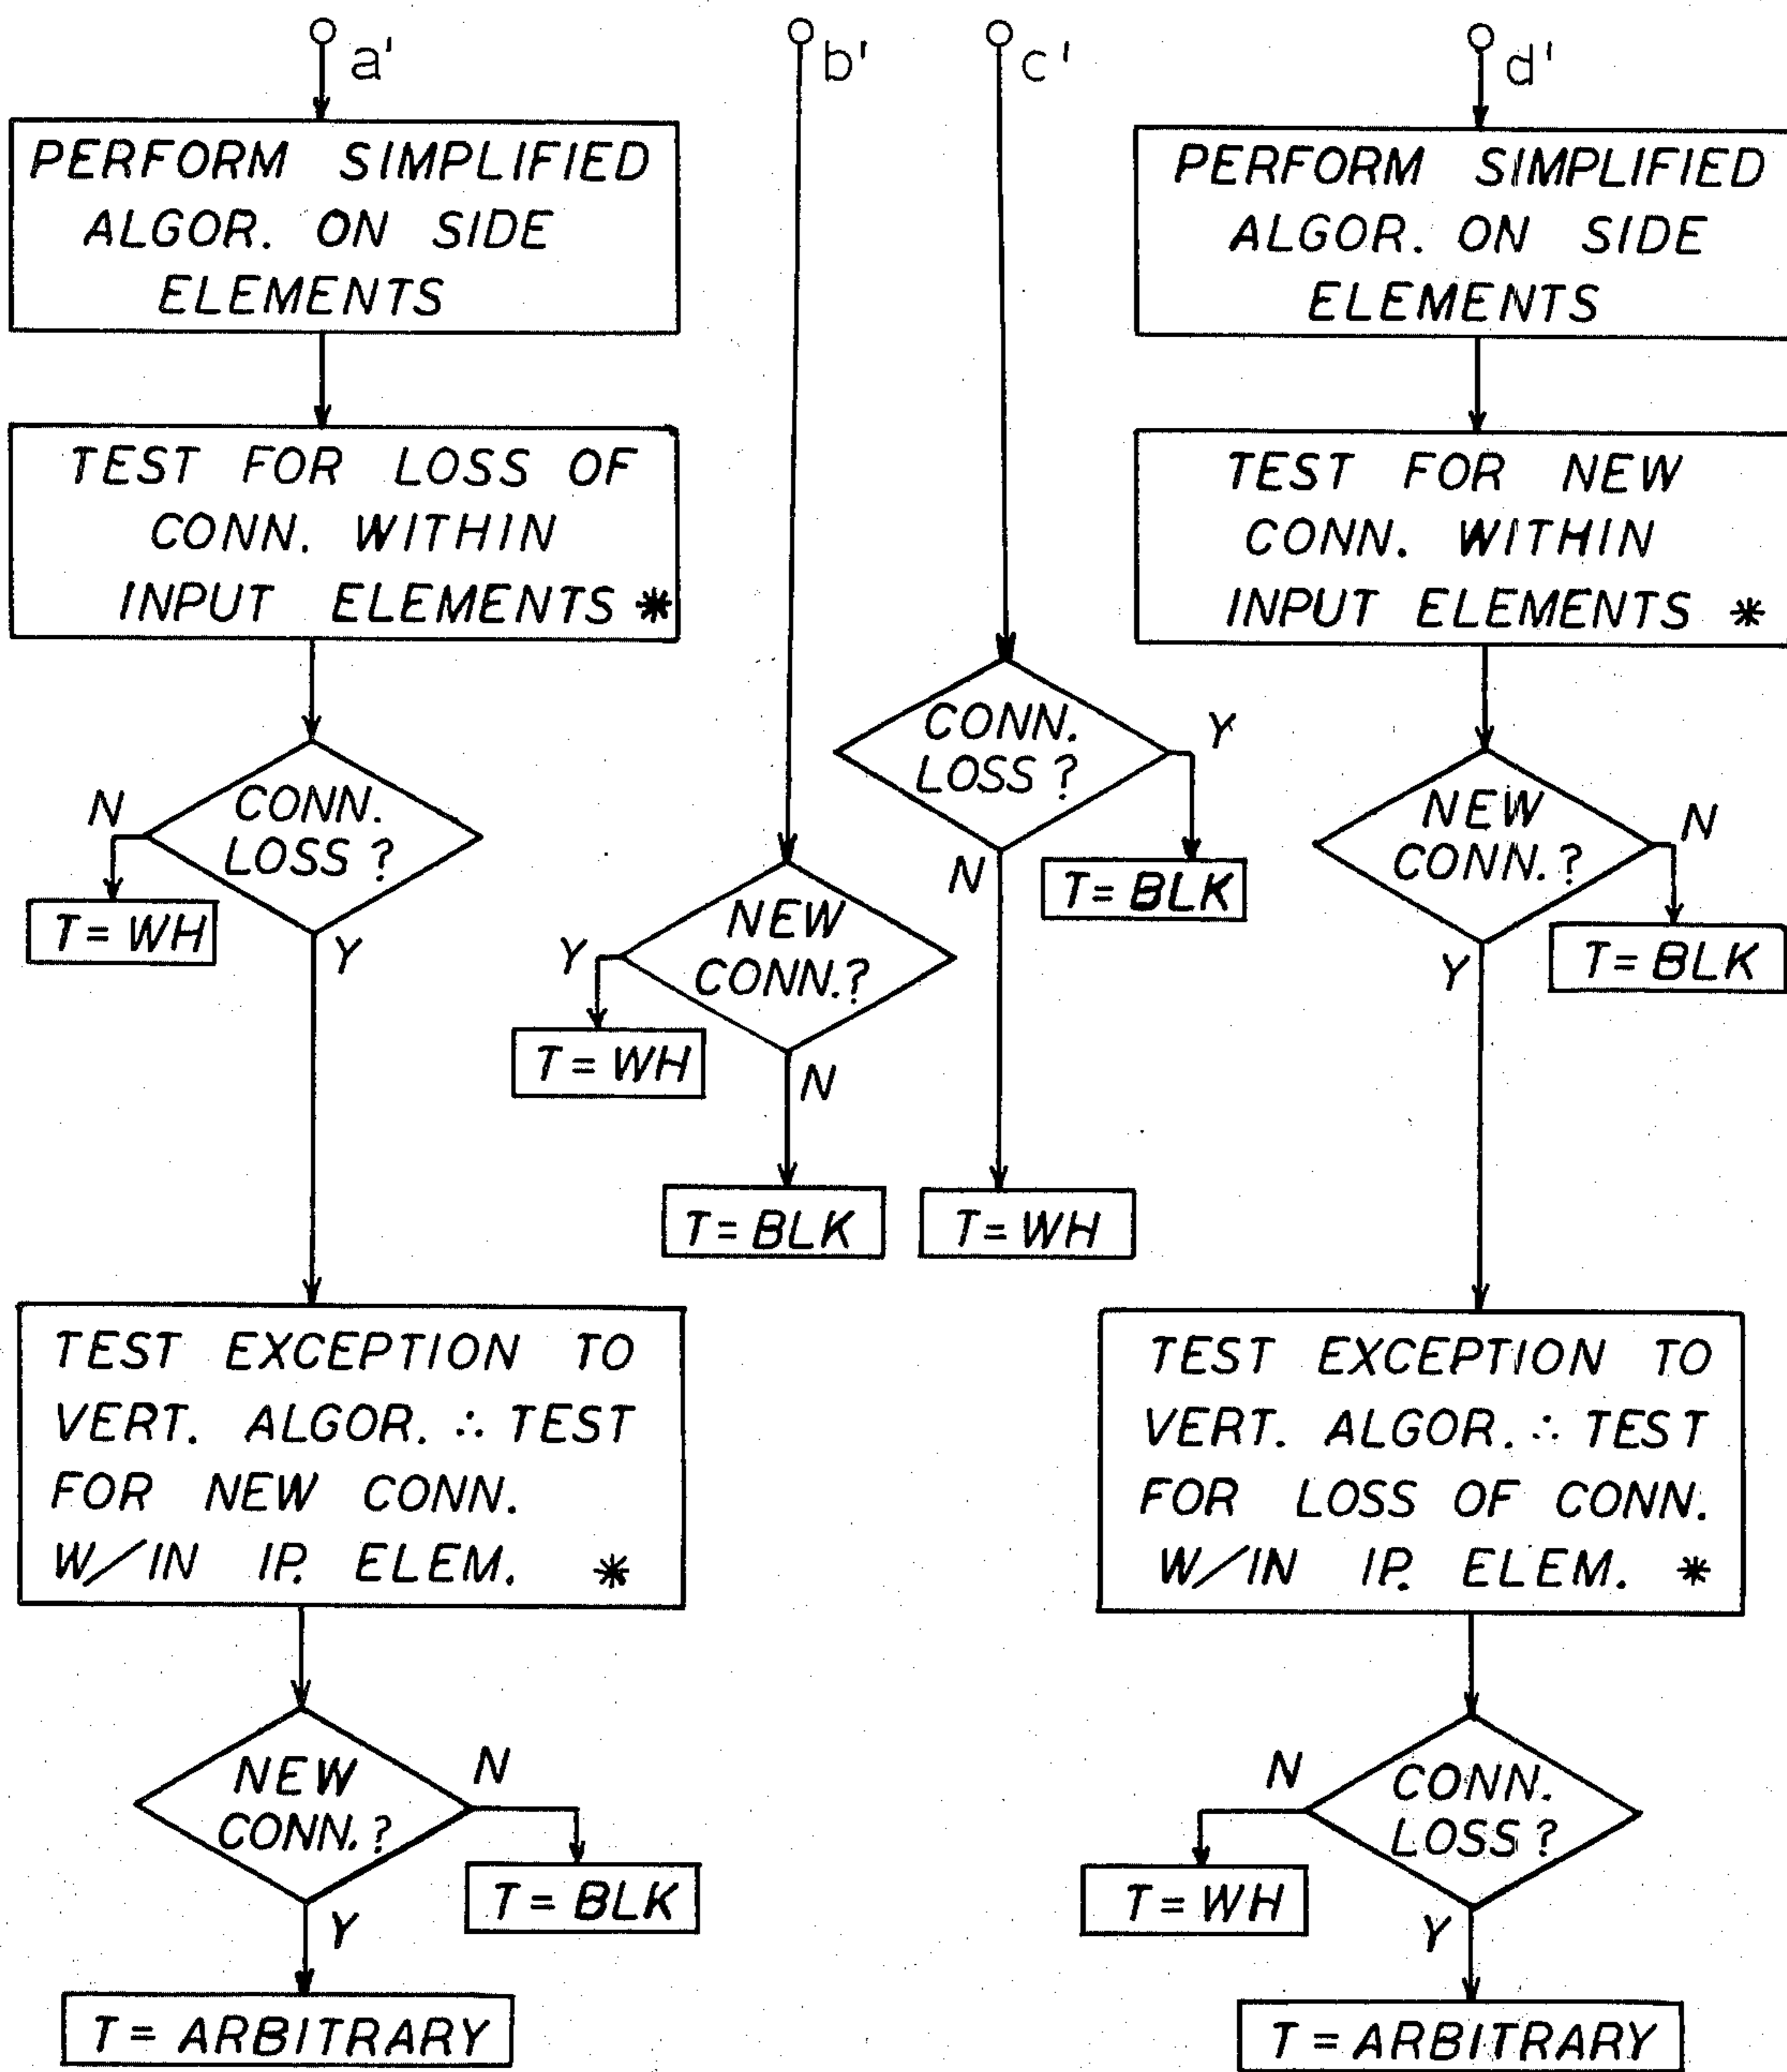 a'
PERFORM SIMPLIFIED
ALGOR. ON SIDE
ELEMENTS
TEST FOR LOSS OF
CONN. WITHIN
INPUT ELEMENTS *
CONN.
LOSS ?
N
T = WH
Y
TEST EXCEPTION TO
VERT. ALGOR. ∴ TEST
FOR NEW CONN.
W/IN IP. ELEM. *
NEW
CONN.?
N
T = BLK
Y
T = ARBITRARY
b'
NEW
CONN.?
Y
T = WH
N
T = BLK
c'
CONN.
LOSS ?
Y
T = BLK
N
T = WH
d'
PERFORM SIMPLIFIED
ALGOR. ON SIDE
ELEMENTS
TEST FOR NEW
CONN. WITHIN
INPUT ELEMENTS *
NEW
CONN.?
N
T = BLK
Y
TEST EXCEPTION TO
VERT. ALGOR. ∴ TEST
FOR LOSS OF CONN.
W/IN IP. ELEM. *
CONN.
LOSS ?
N
T = WH
Y
T = ARBITRARY